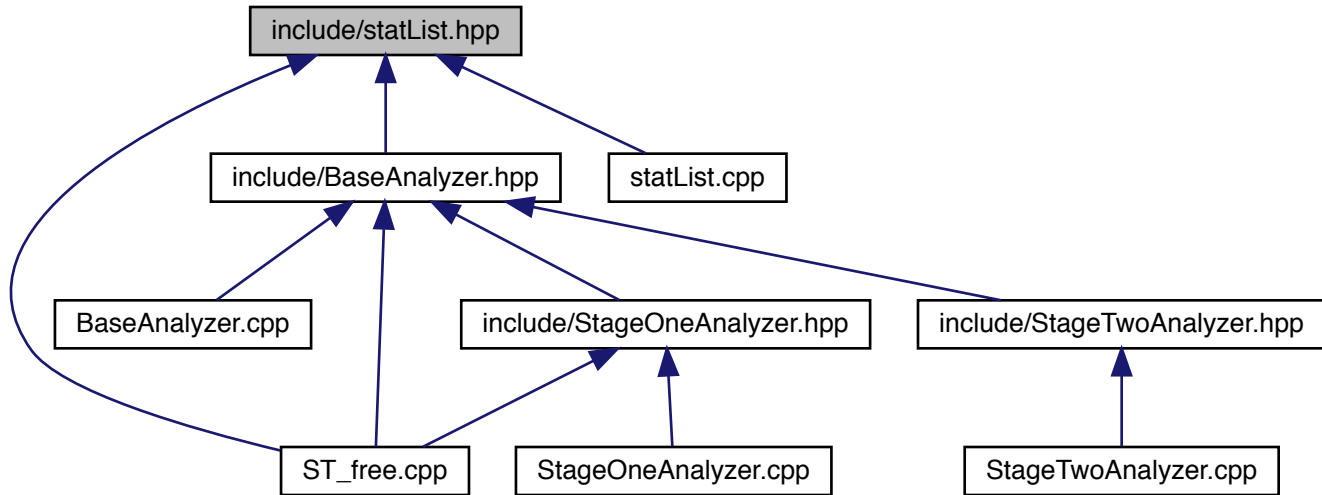 include/statList.hpp
include/BaseAnalyzer.hpp
statList.cpp
BaseAnalyzer.cpp
include/StageOneAnalyzer.hpp
include/StageTwoAnalyzer.hpp
ST_free.cpp
StageOneAnalyzer.cpp
StageTwoAnalyzer.cpp